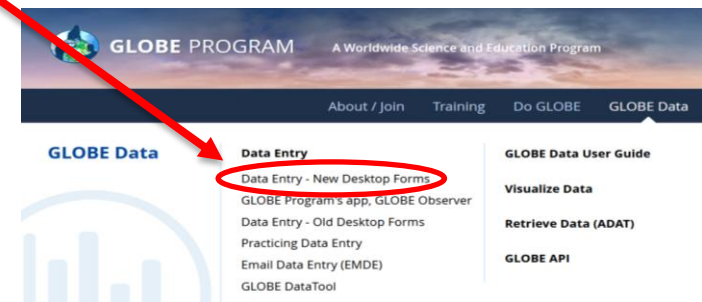 GLOBE PROGRAM A Worldwide Science and Education Program
About / Join Training Do GLOBE GLOBE Data
GLOBE Data
Data Entry
Data Entry - New Desktop Forms
GLOBE Program's app, GLOBE Observer
Data Entry - Old Desktop Forms
Practicing Data Entry
Email Data Entry (EMDE)
GLOBE DataTool
GLOBE Data User Guide
Visualize Data
Retrieve Data (ADAT)
GLOBE API